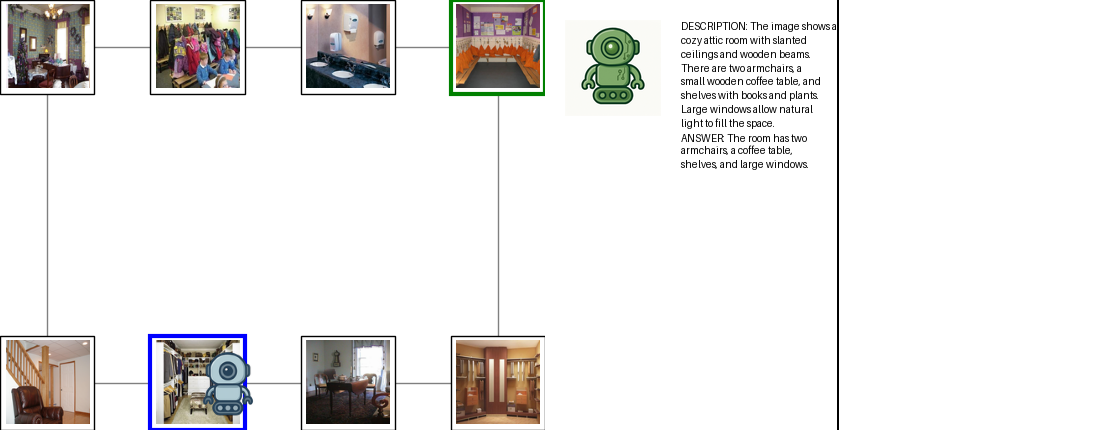 DESCRIPTION: The image shows a
cozy attic room with slanted
ceilings and wooden beams.
There are two armchairs, a
small wooden coffee table, and
shelves with books and plants.
Large windows allow natural
light to fill the space.
ANSWER: The room has two
armchairs, a coffee table,
shelves, and large windows.